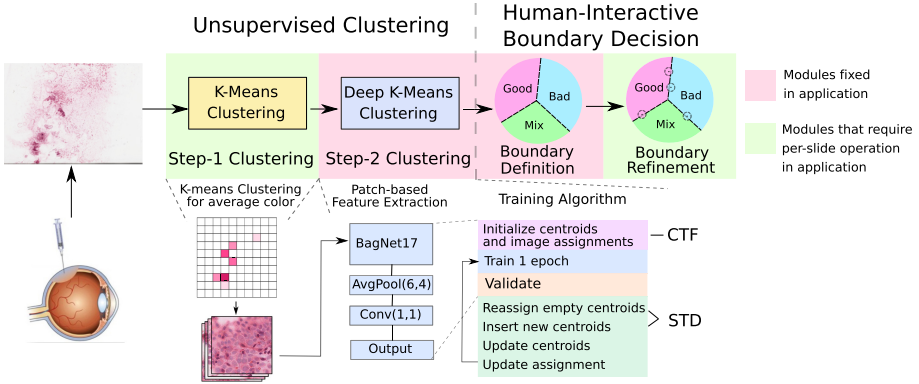 Unsupervised Clustering
Human-Interactive
Boundary Decision
K-Means
Clustering
Deep K-Means
Clustering
Good
Bad
Mix
Good
Bad
Mix
Step-1 Clustering
Step-2 Clustering
Boundary
Definition
Boundary
Refinement
Modules fixed
in application
Modules that require
per-slide operation
in application
K-means Clustering
for average color
Patch-based
Feature Extraction
Training Algorithm
BagNet17
AvgPool(6,4)
Conv(1,1)
Output
Initialize centroids
and image assignments
Train 1 epoch
Validate
Reassign empty centroids
Insert new centroids
Update centroids
Update assignment
CTF
STD